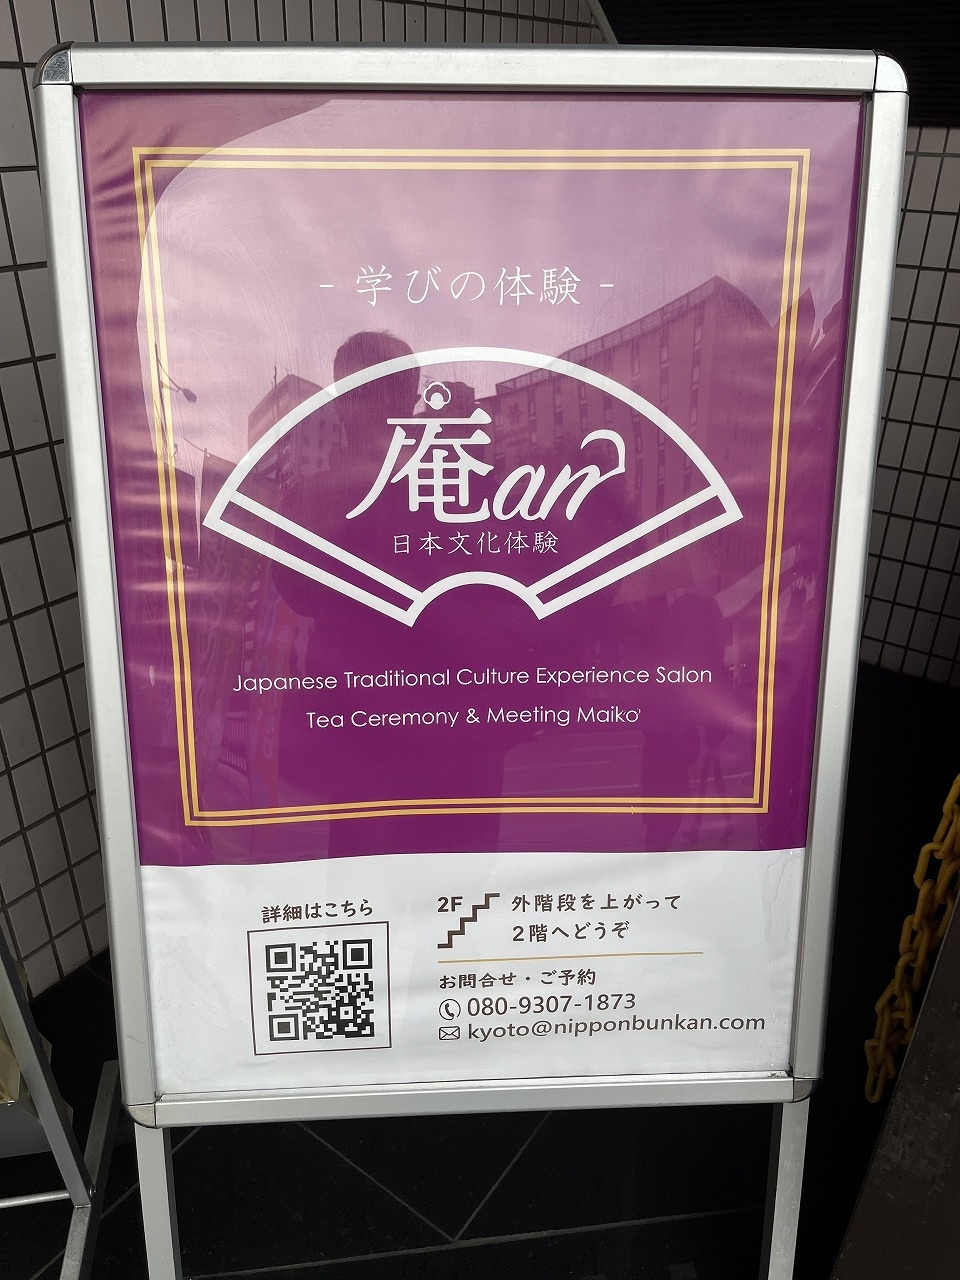 - 学びの体験 -
庵an
日本文化体験
Japanese Traditional Culture Experience Salon
Tea Ceremony & Meeting Maiko
詳細はこちら
2F 外階段を上がって
2階へどうぞ
お問合せ・ご予約
080-9307-1873
kyoto@nipponbunkan.com